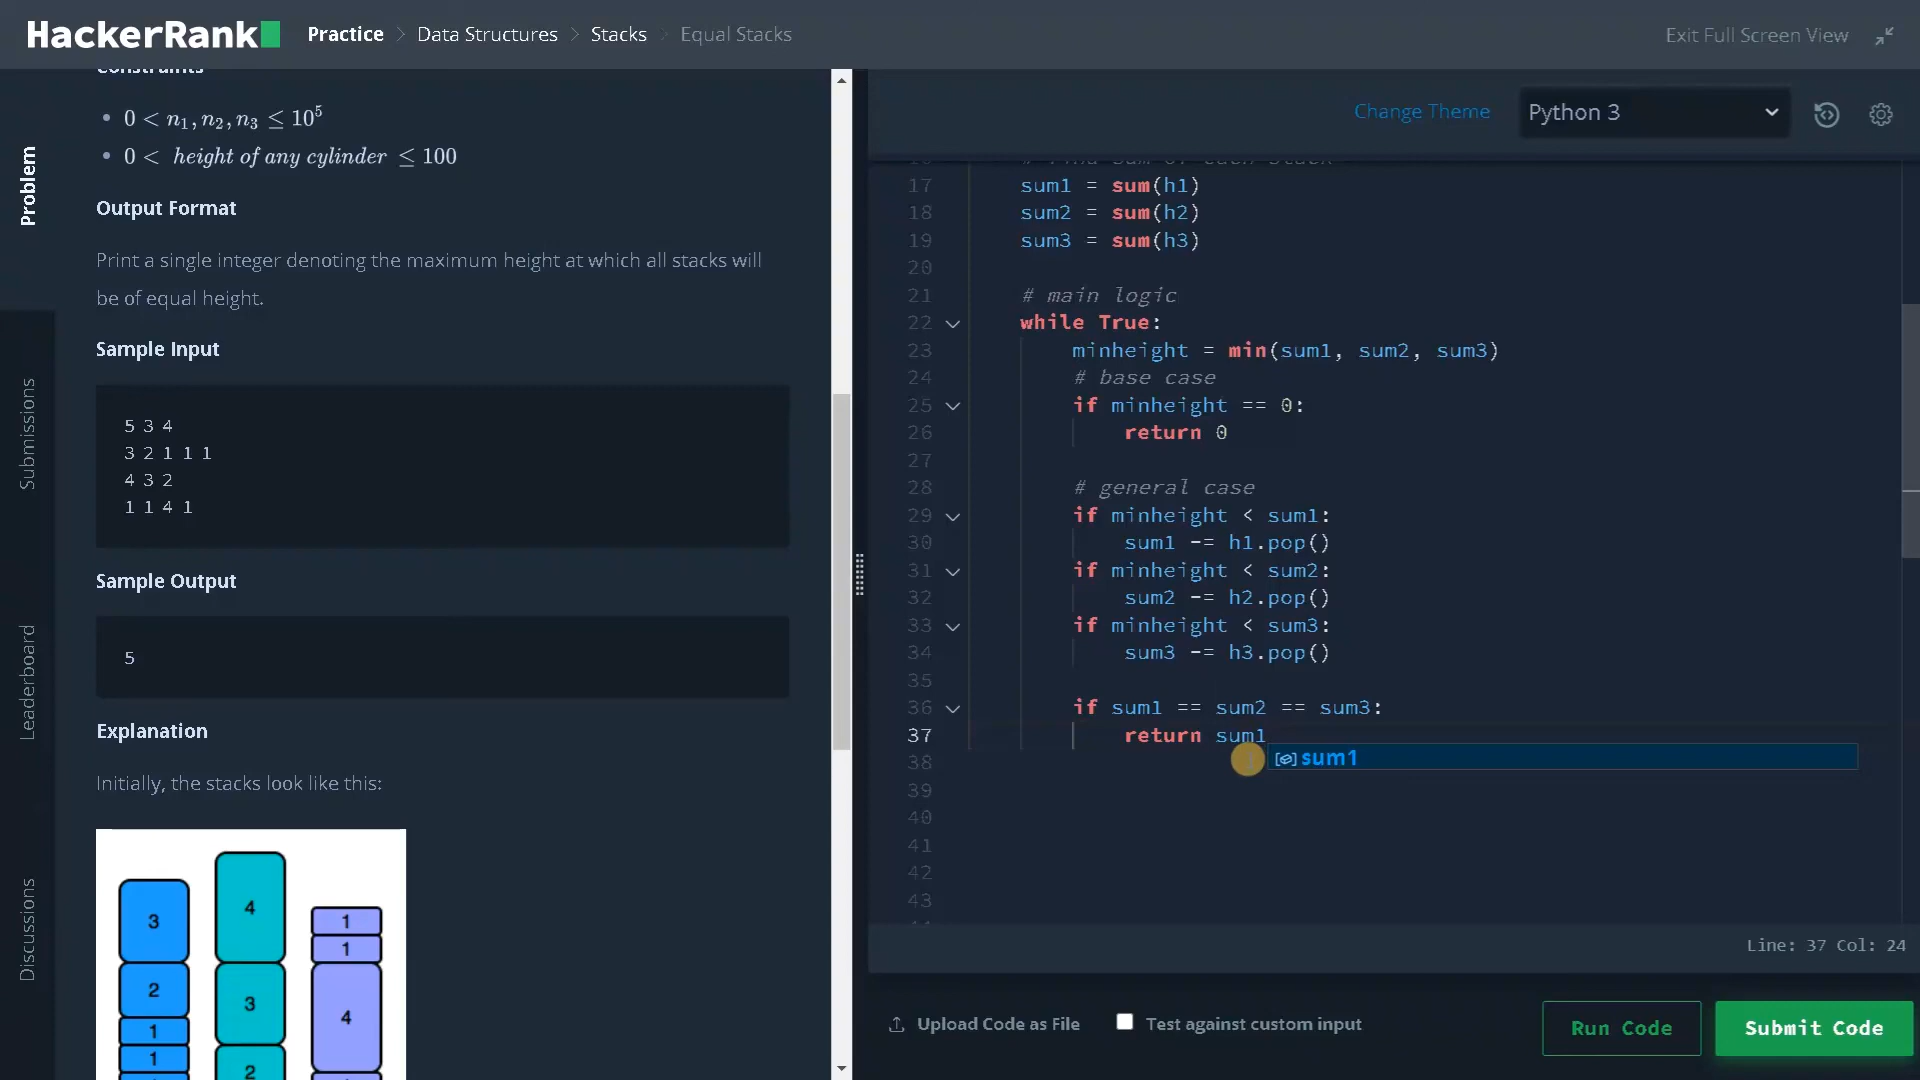 HackerRank
Practice > Data Structures > Stacks > Equal Stacks
Exit Full Screen View
Problem
Submissions
Leaderboard
Discussions
Constraints
• 0 < n1, n2, n3 ≤ 10^5
• 0 < height of any cylinder ≤ 100
Output Format
Print a single integer denoting the maximum height at which all stacks will
be of equal height.
Sample Input
5 3 4
3 2 1 1 1
4 3 2
1 1 4 1
Sample Output
5
Explanation
Initially, the stacks look like this:
3
2
1
1
4
3
2
1
1
4
Change Theme
Python 3
16 # find sum of each stack
17 sum1 = sum(h1)
18 sum2 = sum(h2)
19 sum3 = sum(h3)
20
21 # main logic
22 while True:
23 minheight = min(sum1, sum2, sum3)
24 # base case
25 if minheight == 0:
26 return 0
27
28 # general case
29 if minheight < sum1:
30 sum1 -= h1.pop()
31 if minheight < sum2:
32 sum2 -= h2.pop()
33 if minheight < sum3:
34 sum3 -= h3.pop()
35
36 if sum1 == sum2 == sum3:
37 return sum1
sum1
38
39
40
41
42
43
Line: 37 Col: 24
Upload Code as File
Test against custom input
Run Code
Submit Code